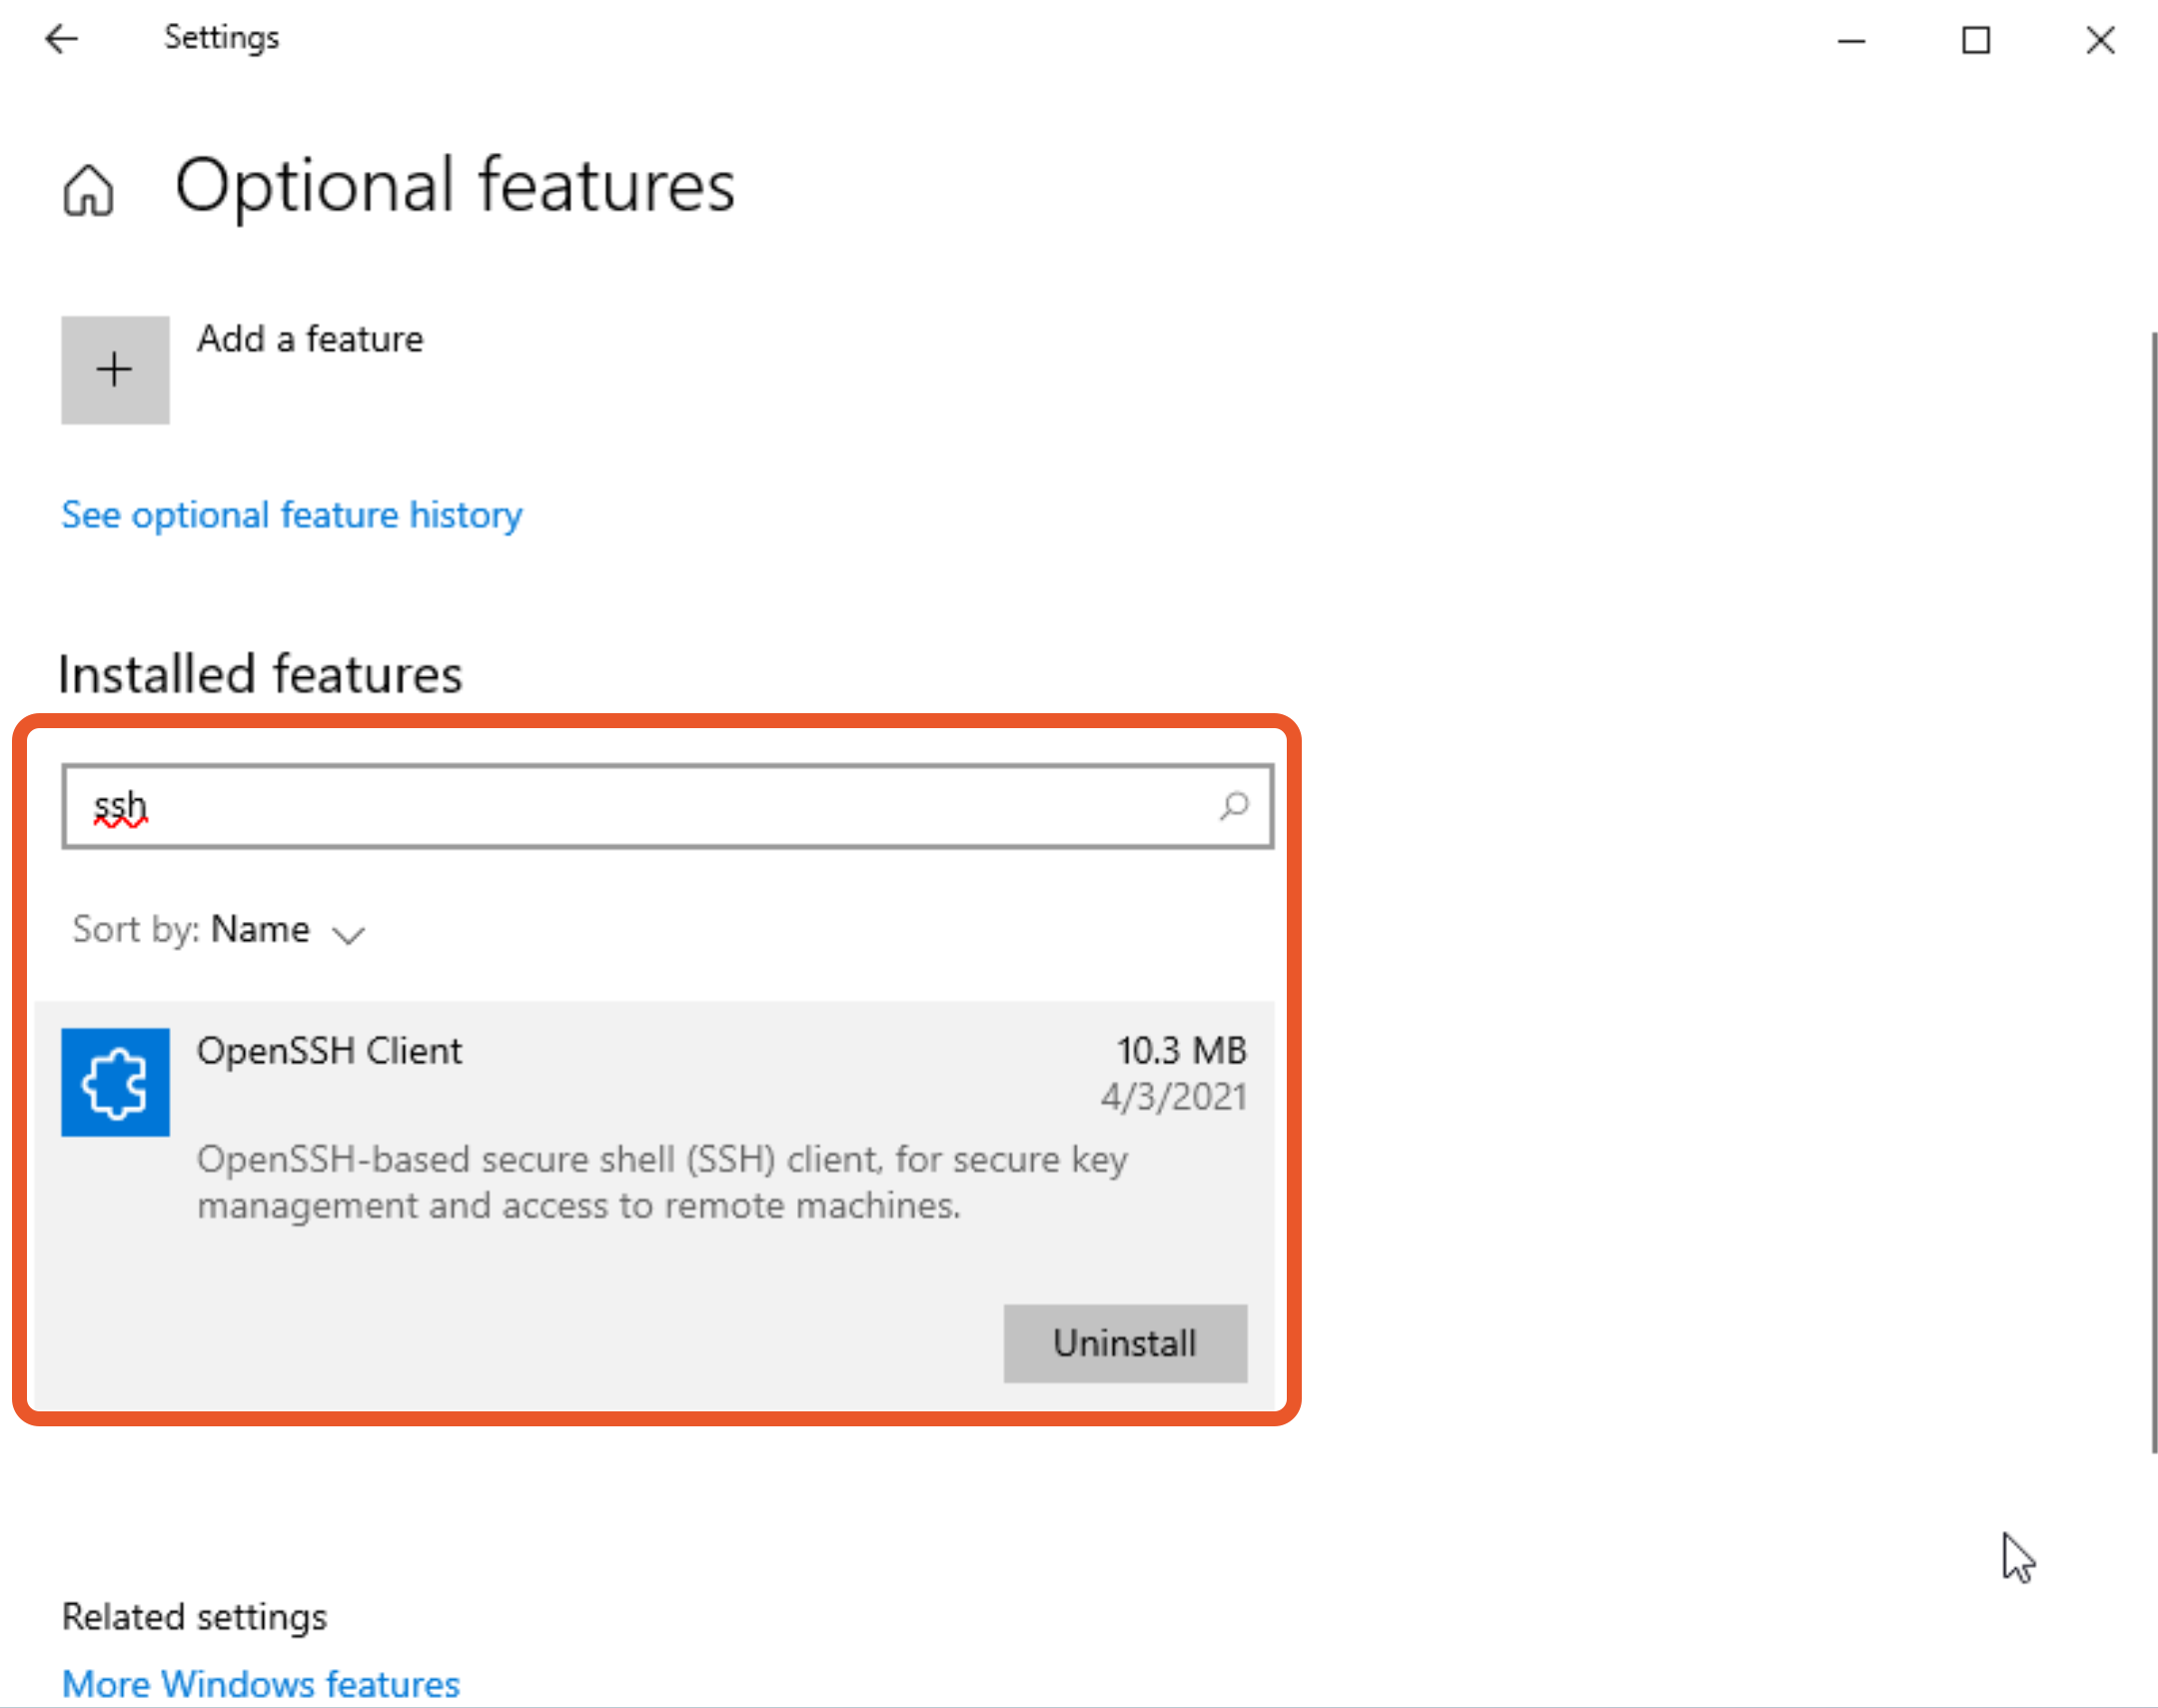 Settings
Optional features
Add a feature
See optional feature history
Installed features
ssh
Sort by: Name
OpenSSH Client
10.3 MB
4/3/2021
OpenSSH-based secure shell (SSH) client, for secure key
management and access to remote machines.
Uninstall
Related settings
More Windows features